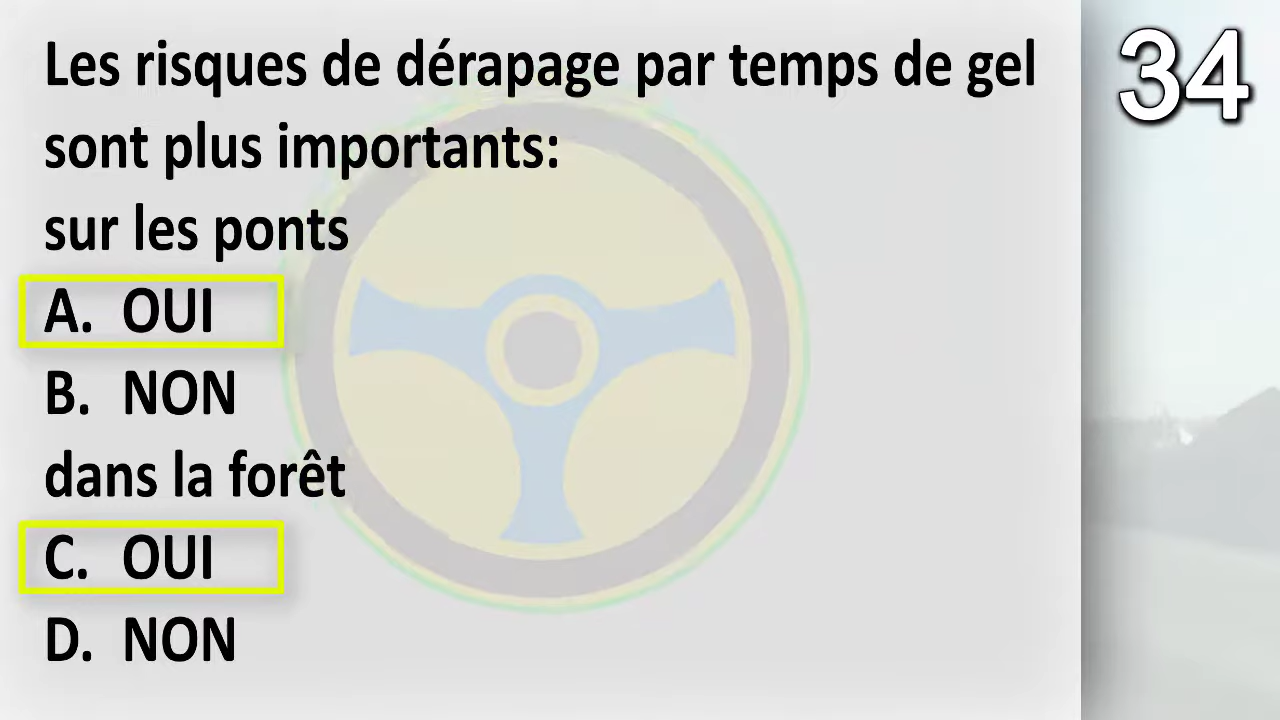 Les risques de dérapage par temps de gel
sont plus importants:
sur les ponts
A. OUI
B. NON
dans la forêt
C. OUI
D. NON
34